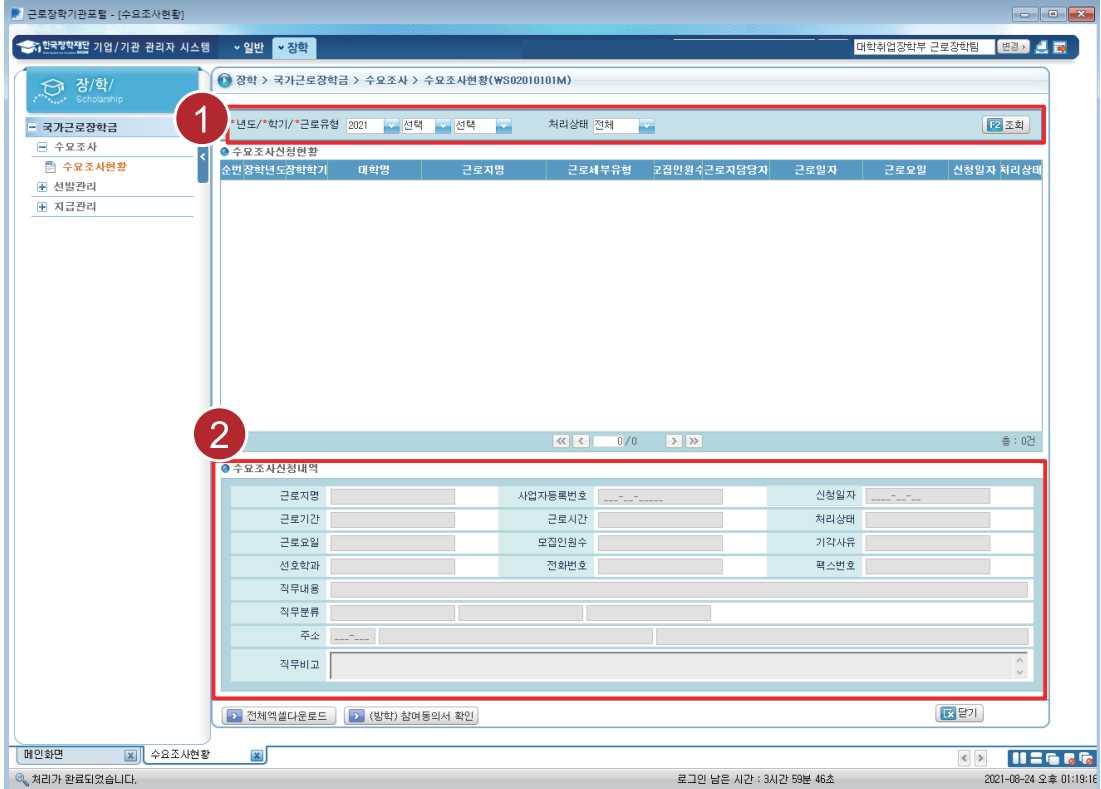 근로장학기관포털 - [수요조사현황]
한국장학재단 기업/기관 관리자 시스템 일반 장학 대학취업장학부 근로장학팀 변경
장/학/
Scholarship
국가근로장학금
수요조사
수요조사현황
선발관리
지급관리
장학 > 국가근로장학금 > 수요조사 > 수요조사현황(WS02010101M)
1
*년도/*학기/*근로유형 2021 선택 선택 처리상태 전체 F2 조회
수요조사신청현황
순번 장학년도 장학학기 대학명 근로지명 근로세부유형 모집인원수 근로지담당자 근로일자 근로요일 신청일자 처리상태
0/0 총 : 0건
2
수요조사신청내역
근로지명 사업자등록번호 ___-__-_____ 신청일자 ____-__-__
근로기간 근로시간 처리상태
근로요일 모집인원수 기각사유
선호학과 전화번호 팩스번호
직무내용
직무분류
주소 ___-___
직무비고
전체엑셀다운로드 (방학) 참여동의서 확인 닫기
메인화면 수요조사현황
처리가 완료되었습니다. 로그인 남은 시간 : 3시간 59분 46초 2021-08-24 오후 01:19:16